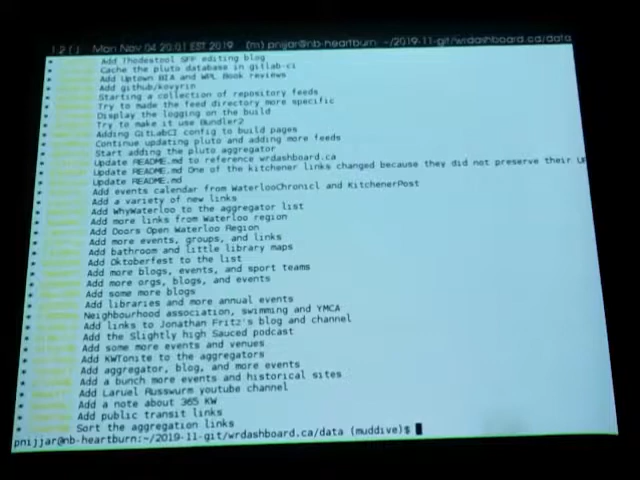 1 2 [ ] Mon Nov 04 20:01 EST 2019 (m) pnijjar@nb-heartburn: ~/2019-11-git/wrdashboard.ca/data
* Add Thodestool SFF editing blog
* Cache the pluto database in gitlab-ci
* Add Uptown BIA and WPL Book reviews
* Add github/kovyrin
* Starting a collection of repository feeds
* Try to made the feed directory more specific
* Display the logging on the build
* Try to make it use Bundler2
* Adding GitLabCI config to build pages
* Continue updating pluto and adding more feeds
* Start adding the pluto aggregator
* Update README.md to reference wrdashboard.ca
* Update README.md One of the kitchener links changed because they did not preserve their
* Update README.md
* Add events calendar from WaterlooChronicl and KitchenerPost
* Add a variety of new links
* Add WhyWaterloo to the aggregator list
* Add more links from Waterloo region
* Add Doors Open Waterloo Region
* Add more events, groups, and links
* Add bathroom and little library maps
* Add Oktoberfest to the list
* Add more blogs, events, and sport teams
* Add more orgs, blogs, and events
* Add some more blogs
* Add libraries and more annual events
* Neighbourhood association, swimming and YMCA
* Add links to Jonathan Fritz's blog and channel
* Add the Slightly high Sauced podcast
* Add some more events and venues
* Add KWTonite to the aggregators
* Add aggregator, blog, and more events
* Add a bunch more events and historical sites
* Add Laruel Russwurm youtube channel
* Add a note about 365 KW
* Add public transit links
* Sort the aggregation links
pnijjar@nb-heartburn:~/2019-11-git/wrdashboard.ca/data (muddive)$